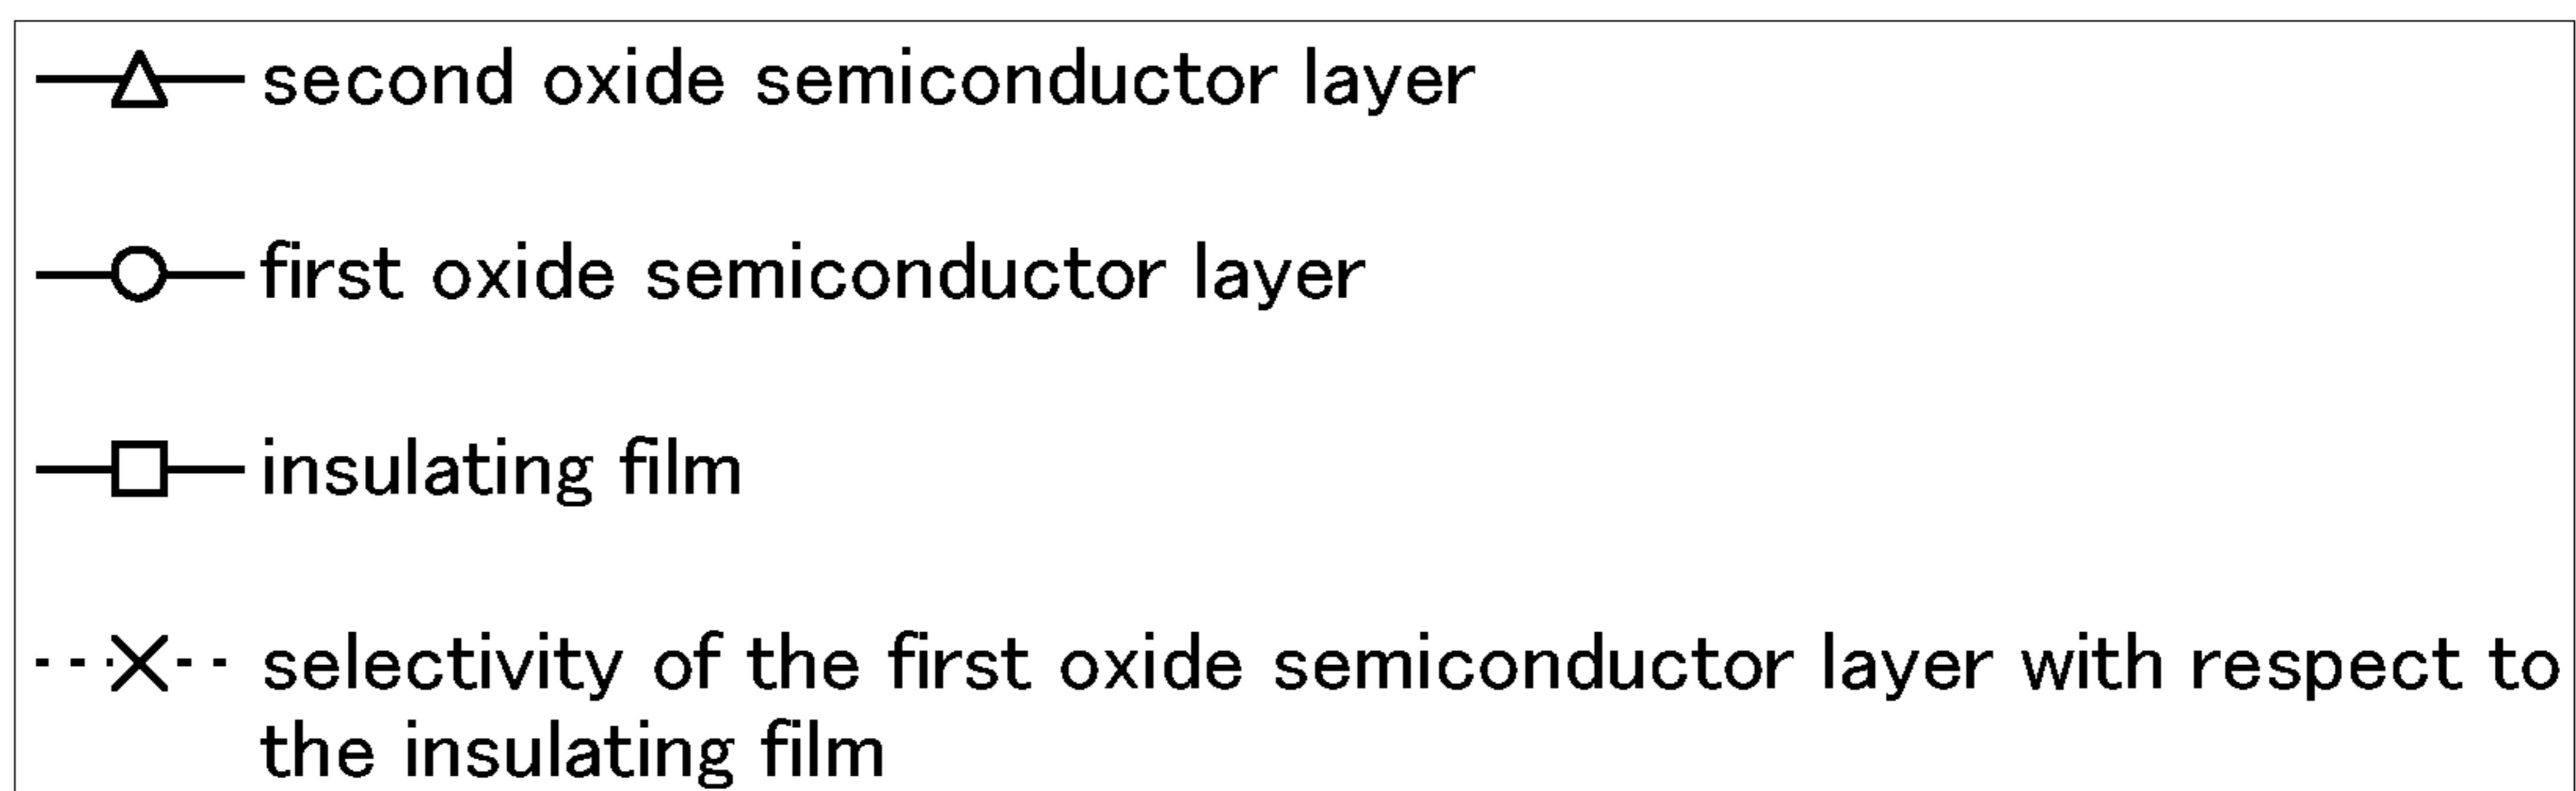 second oxide semiconductor layer
first oxide semiconductor layer
insulating film
selectivity of the first oxide semiconductor layer with respect to
the insulating film